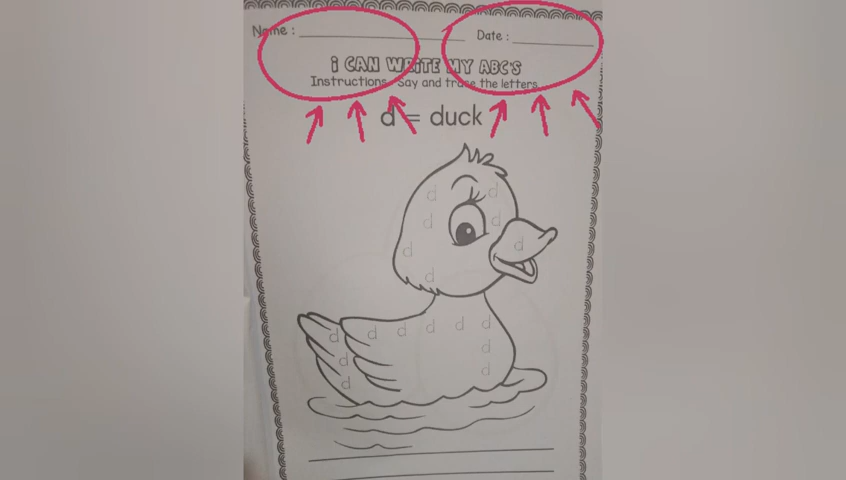 Name : Date :
i CAN WRiTE MY ABC'S
Instructions: Say and trace the letters
d = duck
d d
d d
d d
d
d d d d d d
d d
d d